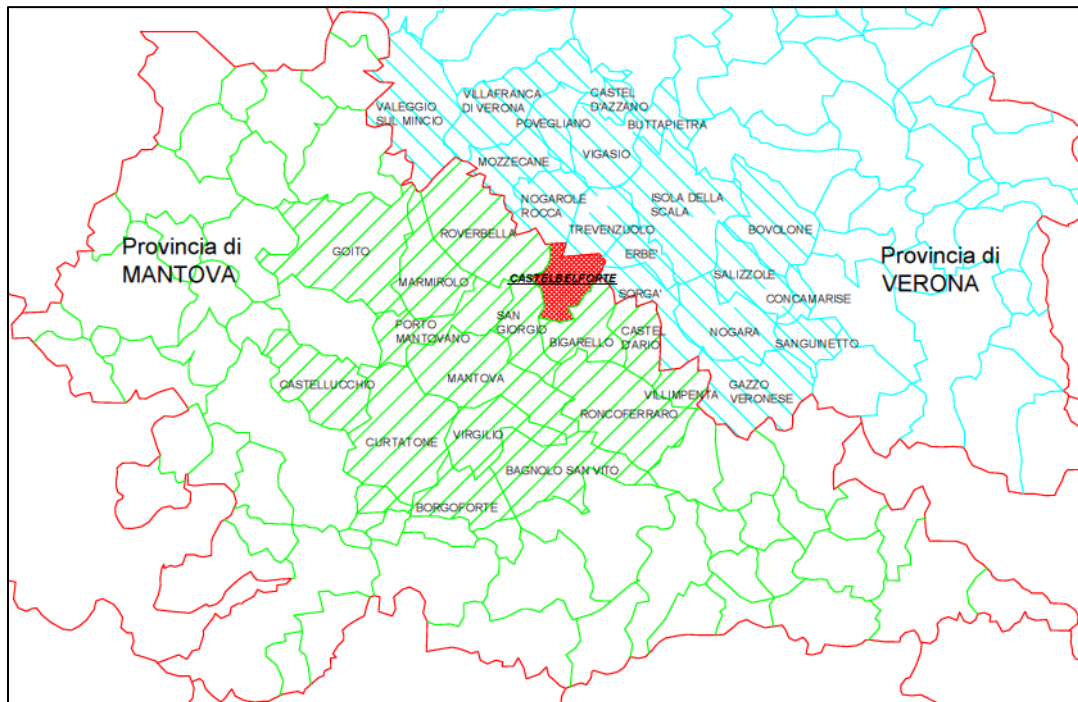 VALEGGIO
SUL MINCIO
VILLAFRANCA
DI VERONA
CASTEL
D'AZZANO
POVEGLIANO
BUTTAPIETRA
MOZZECANE
VIGASIO
NOGAROLE
ROCCA
ISOLA DELLA
SCALA
TREVENZUOLO
BOVOLONE
ROVERBELLA
GOITO
ERBE'
Provincia di
MANTOVA
Provincia di
VERONA
MARMIROLO
CASTELBELFORTE
SALIZZOLE
SORGA'
CONCAMARISE
PORTO
MANTOVANO
SAN
GIORGIO
BIGARELLO
CASTEL
D'ARIO
NOGARA
SANGUINETTO
CASTELLUCCHIO
MANTOVA
VILLIMPENTA
GAZZO
VERONESE
RONCOFERRARO
CURTATONE
VIRGILIO
BAGNOLO SAN VITO
BORGOFORTE